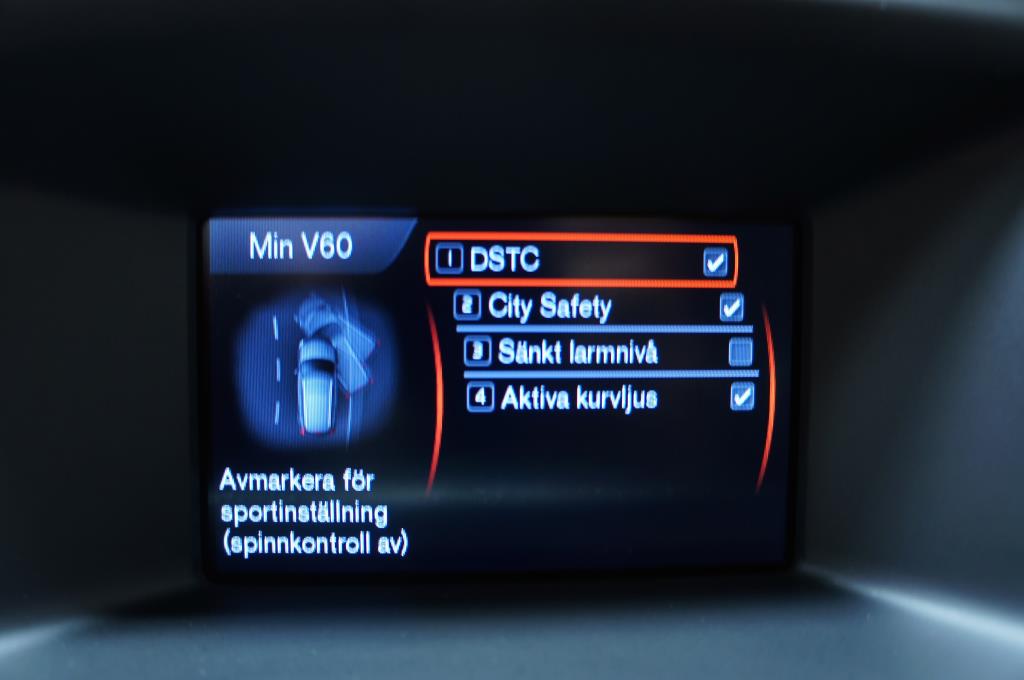 Min V60
1 DSTC
2 City Safety
3 Sänkt larmnivå
4 Aktiva kurvljus
Avmarkera för
sportinställning
(spinnkontroll av)